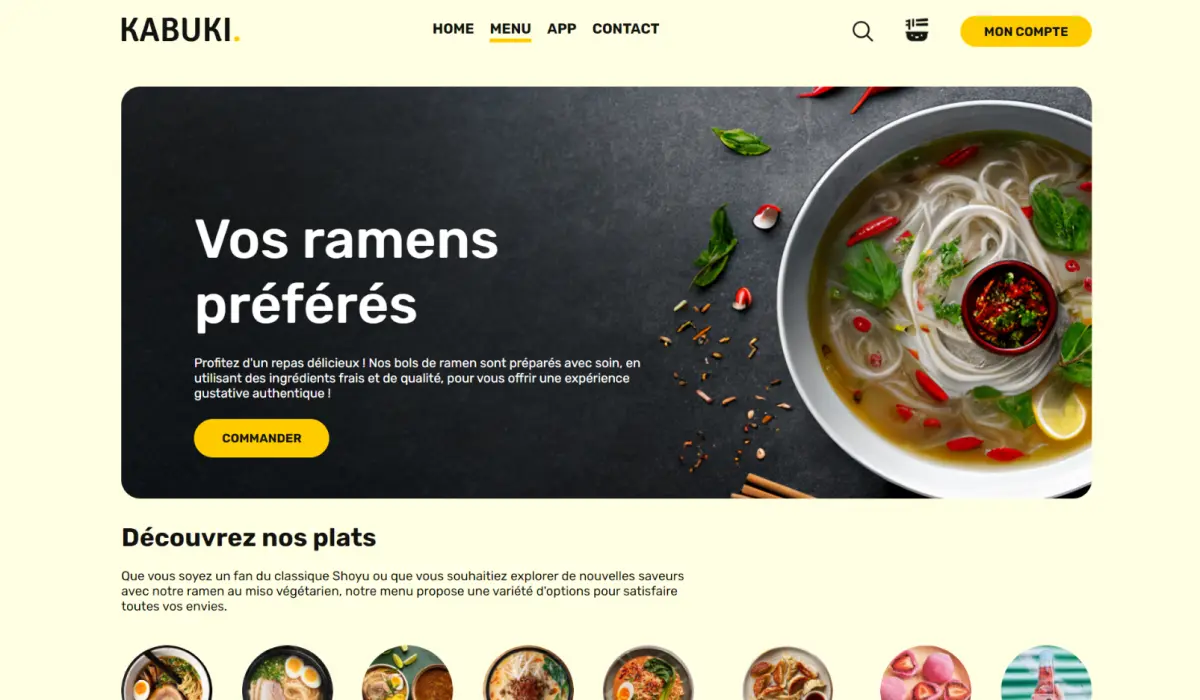 KABUKI.
HOME MENU APP CONTACT
MON COMPTE
Vos ramens
préférés
Profitez d'un repas délicieux ! Nos bols de ramen sont préparés avec soin, en
utilisant des ingrédients frais et de qualité, pour vous offrir une expérience
gustative authentique !
COMMANDER
Découvrez nos plats
Que vous soyez un fan du classique Shoyu ou que vous souhaitiez explorer de nouvelles saveurs
avec notre ramen au miso végétarien, notre menu propose une variété d'options pour satisfaire
toutes vos envies.